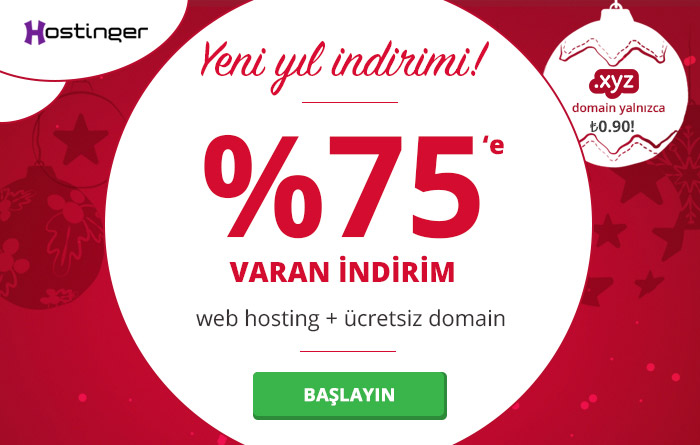 Hostinger
Yeni yıl indirimi!
.xyz
domain yalnızca
₺0.90!
%75'e
VARAN İNDİRİM
web hosting + ücretsiz domain
BAŞLAYIN